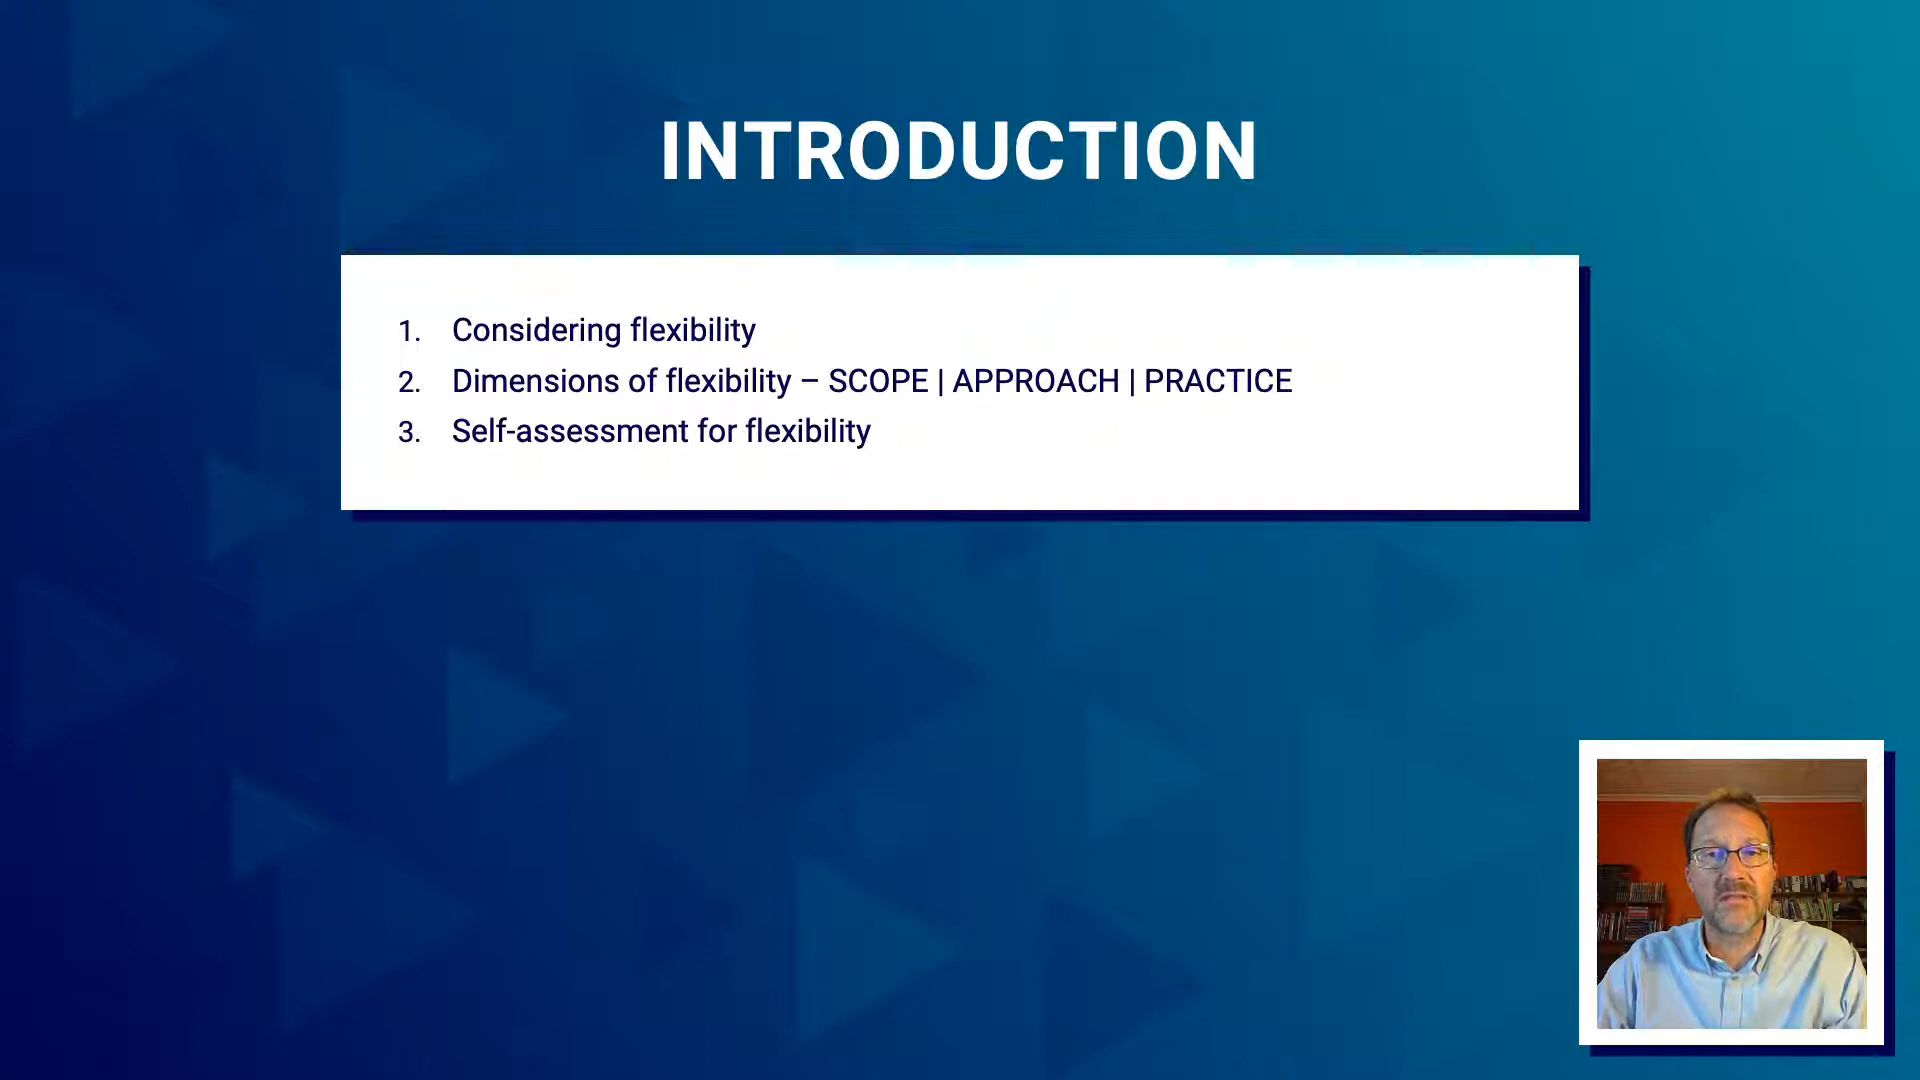 INTRODUCTION
1. Considering flexibility
2. Dimensions of flexibility – SCOPE | APPROACH | PRACTICE
3. Self-assessment for flexibility